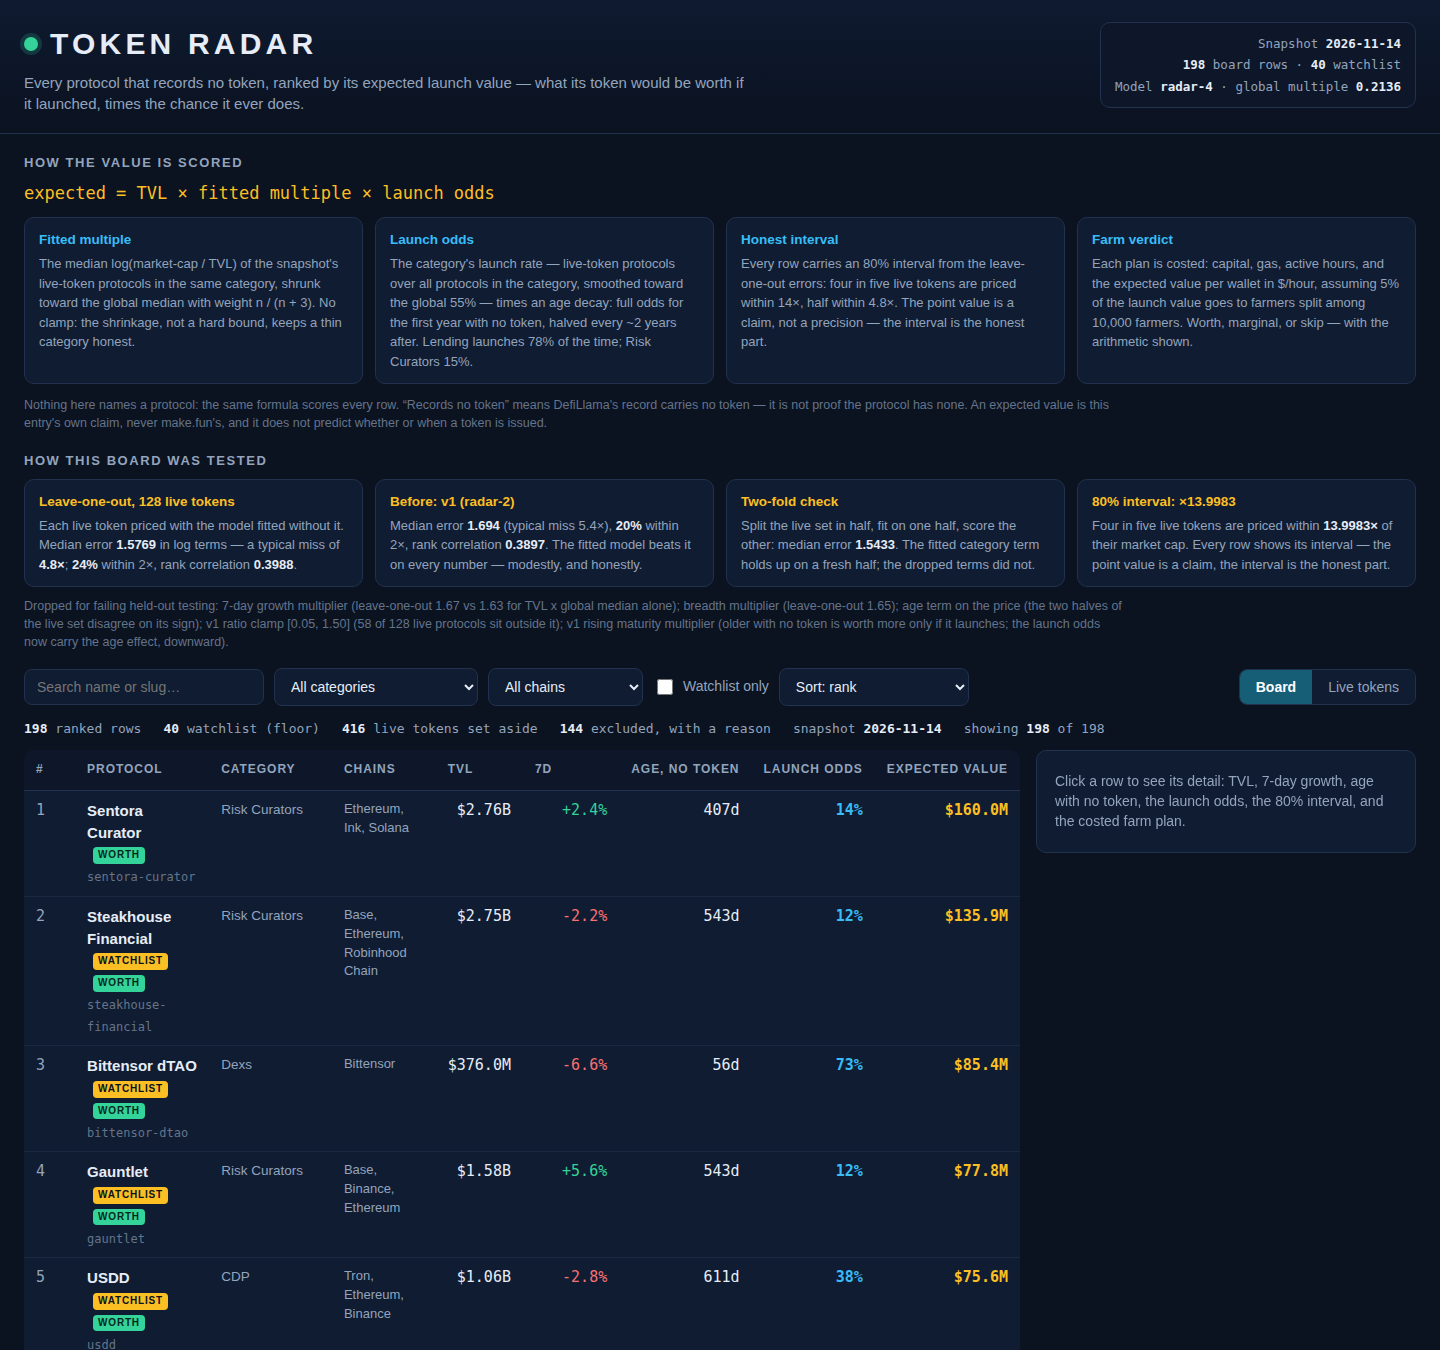 TOKEN RADAR
Every protocol that records no token, ranked by its expected launch value — what its token would be worth if
it launched, times the chance it ever does.
Snapshot 2026-11-14
198 board rows · 40 watchlist
Model radar-4 · global multiple 0.2136
HOW THE VALUE IS SCORED
expected = TVL × fitted multiple × launch odds
Fitted multiple
The median log(market-cap / TVL) of the snapshot's
live-token protocols in the same category, shrunk
toward the global median with weight n / (n + 3). No
clamp: the shrinkage, not a hard bound, keeps a thin
category honest.
Launch odds
The category's launch rate — live-token protocols
over all protocols in the category, smoothed toward
the global 55% — times an age decay: full odds for
the first year with no token, halved every ~2 years
after. Lending launches 78% of the time; Risk
Curators 15%.
Honest interval
Every row carries an 80% interval from the leave-
one-out errors: four in five live tokens are priced
within 14×, half within 4.8×. The point value is a
claim, not a precision — the interval is the honest
part.
Farm verdict
Each plan is costed: capital, gas, active hours, and
the expected value per wallet in $/hour, assuming 5%
of the launch value goes to farmers split among
10,000 farmers. Worth, marginal, or skip — with the
arithmetic shown.
Nothing here names a protocol: the same formula scores every row. “Records no token” means DefiLlama's record carries no token — it is not proof the protocol has none. An expected value is this
entry's own claim, never make.fun's, and it does not predict whether or when a token is issued.
HOW THIS BOARD WAS TESTED
Leave-one-out, 128 live tokens
Each live token priced with the model fitted without it.
Median error 1.5769 in log terms — a typical miss of
4.8×; 24% within 2×, rank correlation 0.3988.
Before: v1 (radar-2)
Median error 1.694 (typical miss 5.4×), 20% within
2×, rank correlation 0.3897. The fitted model beats it
on every number — modestly, and honestly.
Two-fold check
Split the live set in half, fit on one half, score the
other: median error 1.5433. The fitted category term
holds up on a fresh half; the dropped terms did not.
80% interval: ×13.9983
Four in five live tokens are priced within 13.9983× of
their market cap. Every row shows its interval — the
point value is a claim, the interval is the honest part.
Dropped for failing held-out testing: 7-day growth multiplier (leave-one-out 1.67 vs 1.63 for TVL x global median alone); breadth multiplier (leave-one-out 1.65); age term on the price (the two halves of
the live set disagree on its sign); v1 ratio clamp [0.05, 1.50] (58 of 128 live protocols sit outside it); v1 rising maturity multiplier (older with no token is worth more only if it launches; the launch odds
now carry the age effect, downward).
Search name or slug…
All categories
All chains
Watchlist only
Sort: rank
Board
Live tokens
198 ranked rows 40 watchlist (floor) 416 live tokens set aside 144 excluded, with a reason snapshot 2026-11-14 showing 198 of 198
# PROTOCOL CATEGORY CHAINS TVL 7D AGE, NO TOKEN LAUNCH ODDS EXPECTED VALUE
1
Sentora
Curator
WORTH
sentora-curator
Risk Curators
Ethereum,
Ink, Solana
$2.76B
+2.4%
407d
14%
$160.0M
2
Steakhouse
Financial
WATCHLIST
WORTH
steakhouse-
financial
Risk Curators
Base,
Ethereum,
Robinhood
Chain
$2.75B
-2.2%
543d
12%
$135.9M
3
Bittensor dTAO
WATCHLIST
WORTH
bittensor-dtao
Dexs
Bittensor
$376.0M
-6.6%
56d
73%
$85.4M
4
Gauntlet
WATCHLIST
WORTH
gauntlet
Risk Curators
Base,
Binance,
Ethereum
$1.58B
+5.6%
543d
12%
$77.8M
5
USDD
WATCHLIST
WORTH
usdd
CDP
Tron,
Ethereum,
Binance
$1.06B
-2.8%
611d
38%
$75.6M
Click a row to see its detail: TVL, 7-day growth, age
with no token, the launch odds, the 80% interval, and
the costed farm plan.